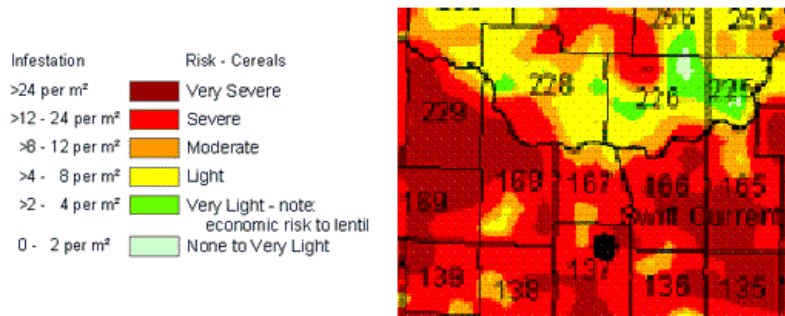 Infestation Risk - Cereals
>24 per m² Very Severe
>12 - 24 per m² Severe
>8 - 12 per m² Moderate
>4 - 8 per m² Light
>2 - 4 per m² Very Light - note:
economic risk to lentil
0 - 2 per m² None to Very Light
256 255
228 226 225
229
169 167 166 165
169
Swift Current
139 138 137 136 135